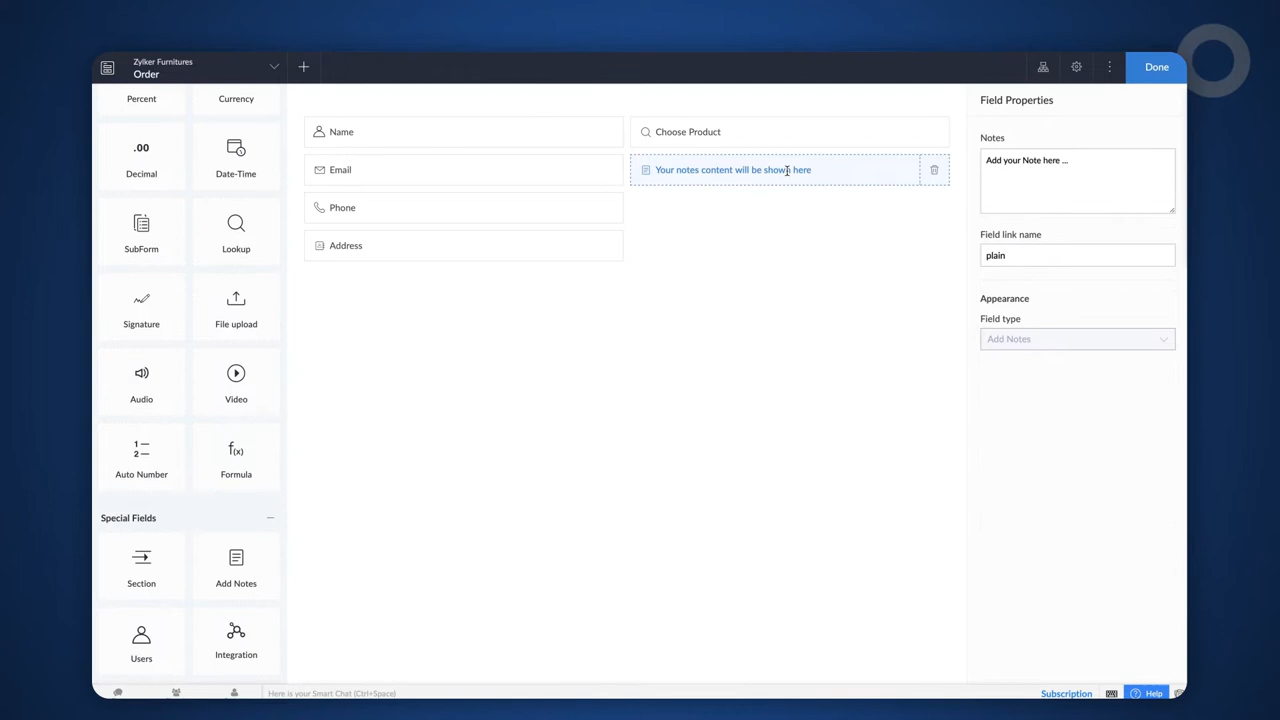 Zylker Furnitures
Order
Done
Percent
Currency
.00
Decimal
Date-Time
SubForm
Lookup
Signature
File upload
Audio
Video
1
2
Auto Number
f(x)
Formula
Special Fields
Section
Add Notes
Users
Integration
Name
Choose Product
Email
Your notes content will be shown here
Phone
Address
Field Properties
Notes
Add your Note here ...
Field link name
plain
Appearance
Field type
Add Notes
Here is your Smart Chat (Ctrl+Space)
Subscription
Help